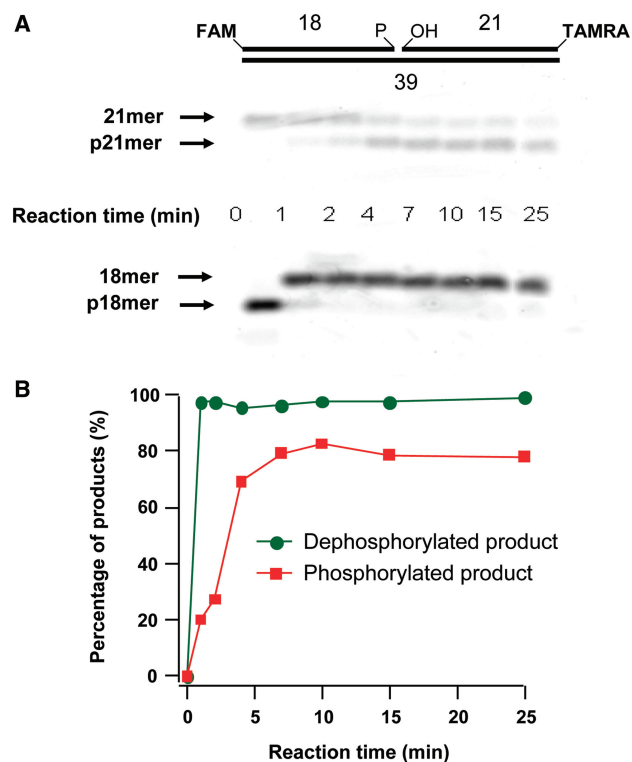 A
18 P OH 21
FAM TAMRA
39
21mer
p21mer
Reaction time (min) 0 1 2 4 7 10 15 25
18mer
p18mer
B
Percentage of products (%)
100
80
60
40
20
0
Dephosphorylated product
Phosphorylated product
0 5 10 15 20 25
Reaction time (min)